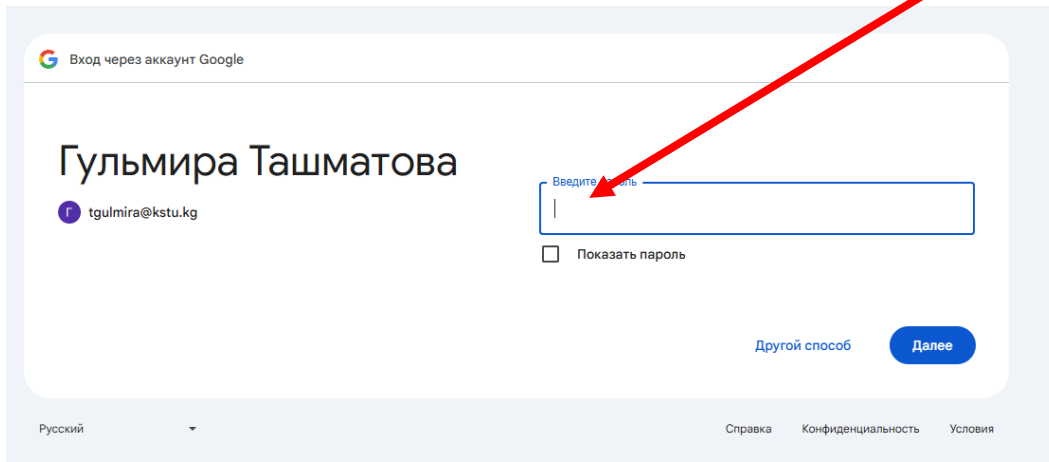 Вход через аккаунт Google
Гульмира Ташматова
Г tgulmira@kstu.kg
Введите пароль
Показать пароль
Другой способ Далее
Русский Справка Конфиденциальность Условия